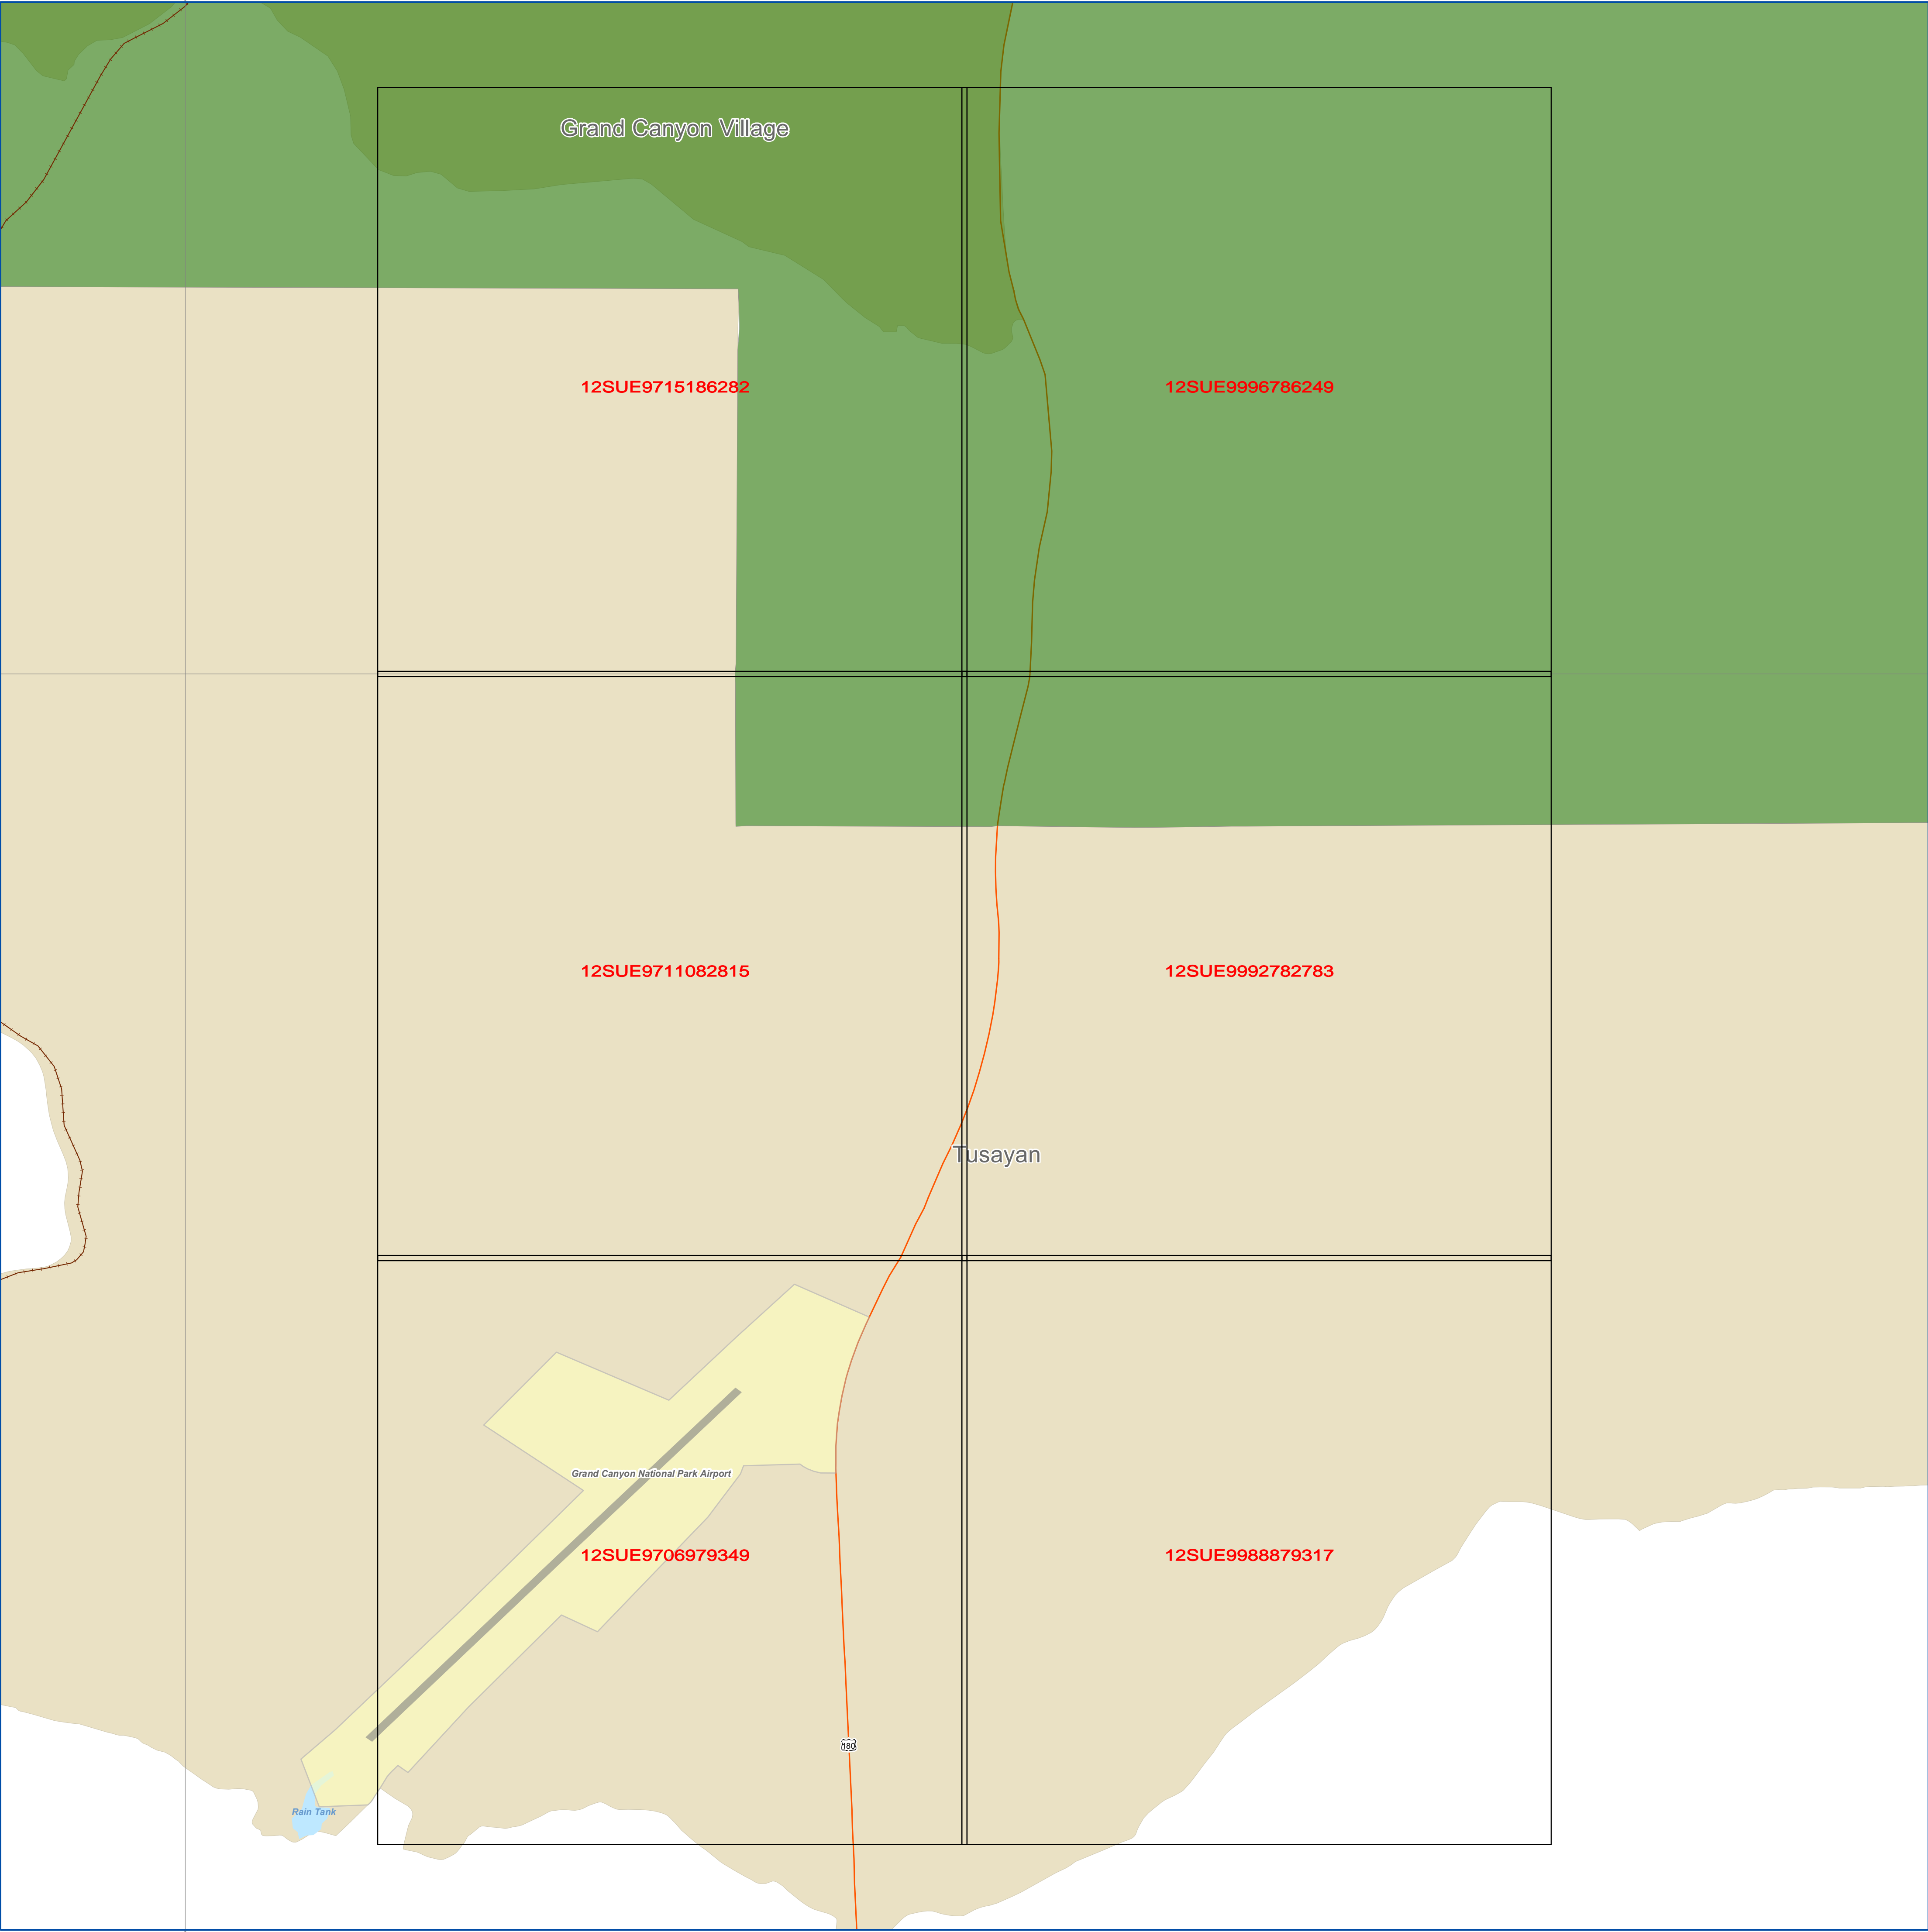 Grand Canyon Village
12SUE9715186282
12SUE9996786249
12SUE9711082815
12SUE9992782783
Tusayan
Grand Canyon National Park Airport
12SUE9706979349
12SUE9988879317
180
Rain Tank